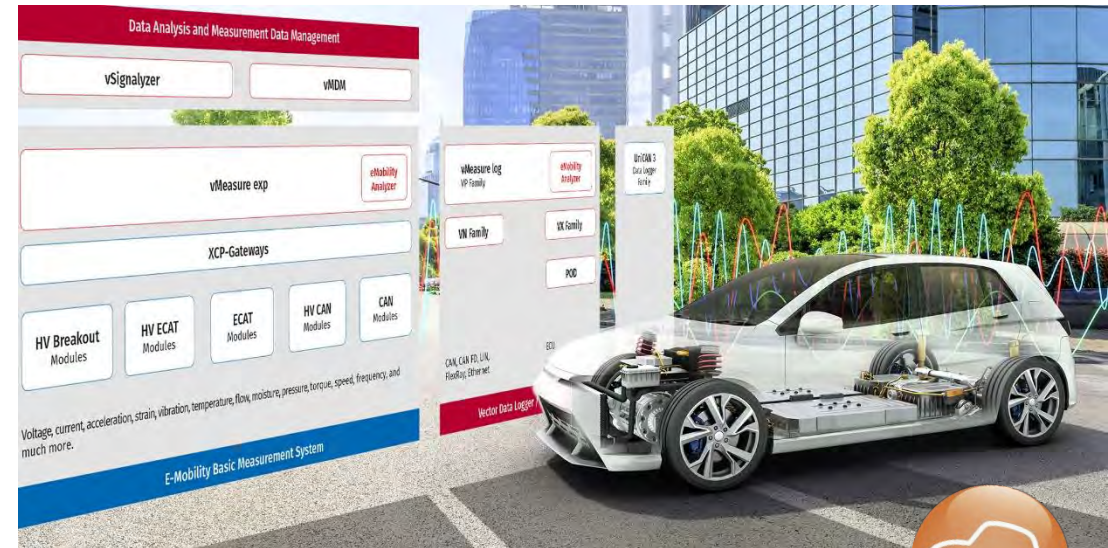 Data Analysis and Measurement Data Management
vSignalyzer
vMDM
vMeasure exp
eMobility
Analyzer
XCP-Gateways
HV Breakout
Modules
HV ECAT
Modules
ECAT
Modules
HV CAN
Modules
CAN
Modules
Voltage, current, acceleration, strain, vibration, temperature, flow, moisture, pressure, torque, speed, frequency, and
much more.
E-Mobility Basic Measurement System
vMeasure log
VP Family
eMobility
Analyzer
VN Family
VX Family
POD
CAN, CAN FD, LIN,
FlexRay, Ethernet
ECU
Vector Data Logger
UniCAN 3
Data Logger
Family